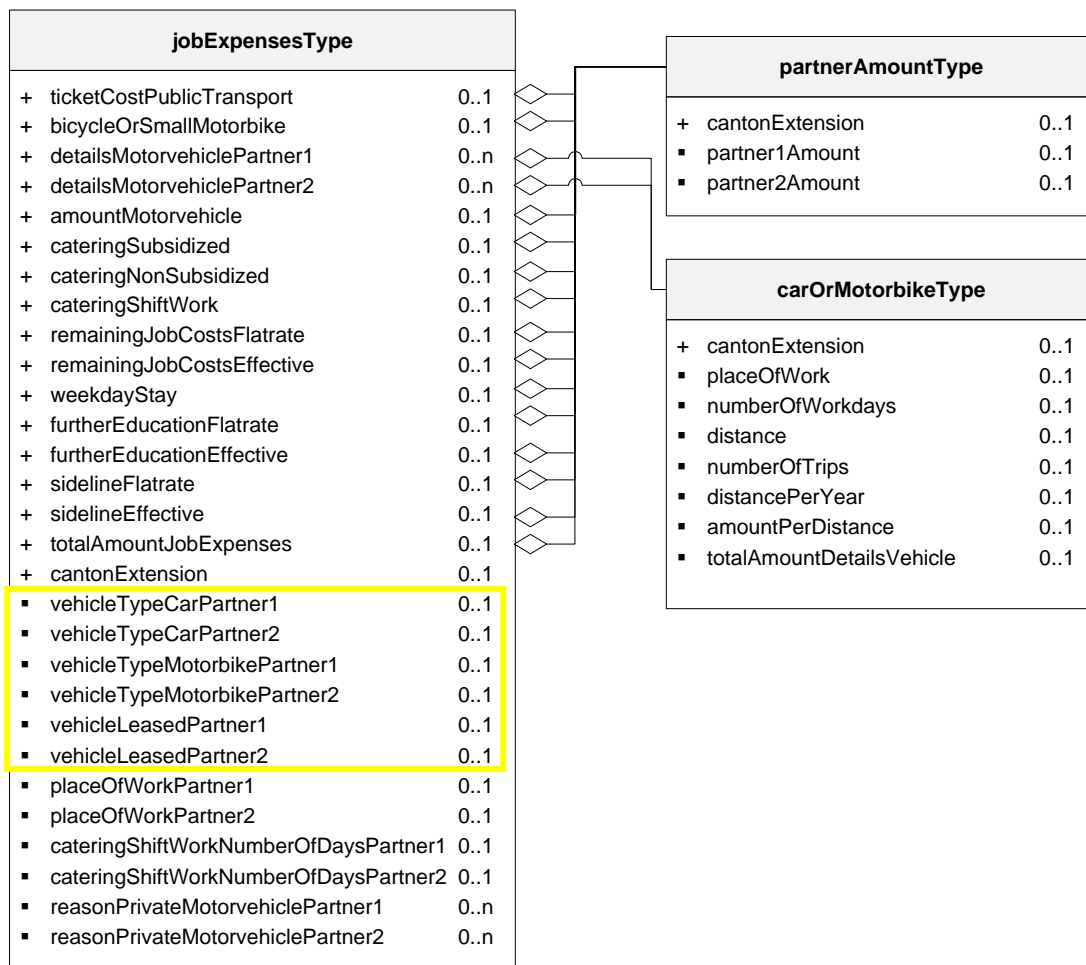 jobExpensesType
+ ticketCostPublicTransport 0..1
+ bicycleOrSmallMotorbike 0..1
+ detailsMotorvehiclePartner1 0..n
+ detailsMotorvehiclePartner2 0..n
+ amountMotorvehicle 0..1
+ cateringSubsidized 0..1
+ cateringNonSubsidized 0..1
+ cateringShiftWork 0..1
+ remainingJobCostsFlatrate 0..1
+ remainingJobCostsEffective 0..1
+ weekdayStay 0..1
+ furtherEducationFlatrate 0..1
+ furtherEducationEffective 0..1
+ sidelineFlatrate 0..1
+ sidelineEffective 0..1
+ totalAmountJobExpenses 0..1
+ cantonExtension 0..1
▪ vehicleTypeCarPartner1 0..1
▪ vehicleTypeCarPartner2 0..1
▪ vehicleTypeMotorbikePartner1 0..1
▪ vehicleTypeMotorbikePartner2 0..1
▪ vehicleLeasedPartner1 0..1
▪ vehicleLeasedPartner2 0..1
▪ placeOfWorkPartner1 0..1
▪ placeOfWorkPartner2 0..1
▪ cateringShiftWorkNumberOfDaysPartner1 0..1
▪ cateringShiftWorkNumberOfDaysPartner2 0..1
▪ reasonPrivateMotorvehiclePartner1 0..n
▪ reasonPrivateMotorvehiclePartner2 0..n
partnerAmountType
+ cantonExtension 0..1
▪ partner1Amount 0..1
▪ partner2Amount 0..1
carOrMotorbikeType
+ cantonExtension 0..1
▪ placeOfWork 0..1
▪ numberOfWorkdays 0..1
▪ distance 0..1
▪ numberOfTrips 0..1
▪ distancePerYear 0..1
▪ amountPerDistance 0..1
▪ totalAmountDetailsVehicle 0..1